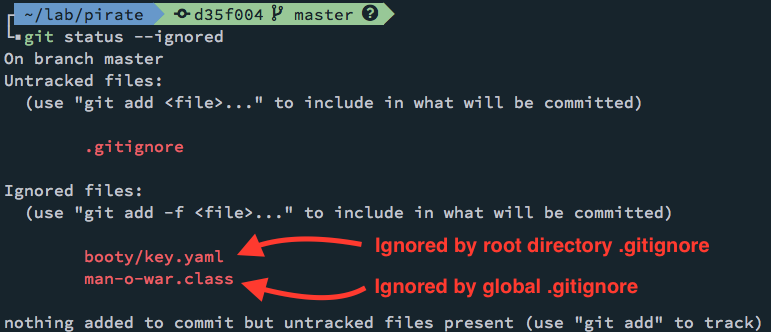 ~/lab/pirate d35f004 master ?
git status --ignored
On branch master
Untracked files:
(use "git add <file>..." to include in what will be committed)
.gitignore
Ignored files:
(use "git add -f <file>..." to include in what will be committed)
booty/key.yaml Ignored by root directory .gitignore
man-o-war.class Ignored by global .gitignore
nothing added to commit but untracked files present (use "git add" to track)